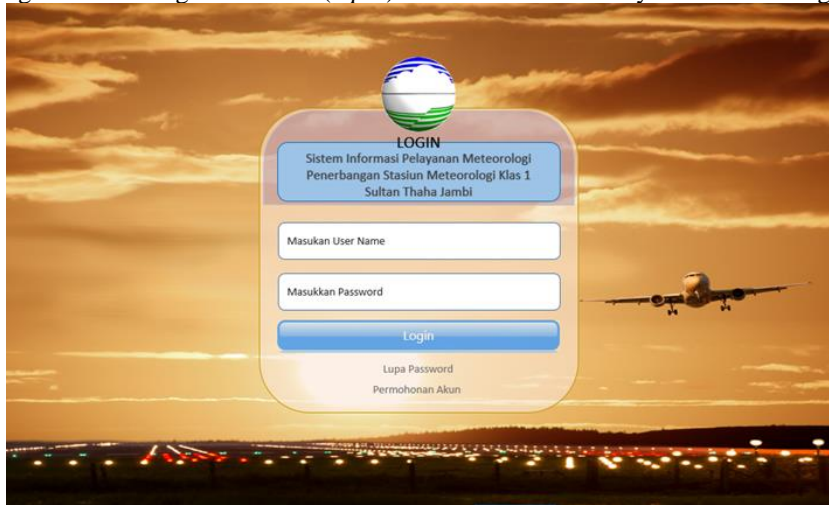 LOGIN
Sistem Informasi Pelayanan Meteorologi
Penerbangan Stasiun Meteorologi Klas 1
Sultan Thaha Jambi
Masukan User Name
Masukkan Password
Login
Lupa Password
Permohonan Akun